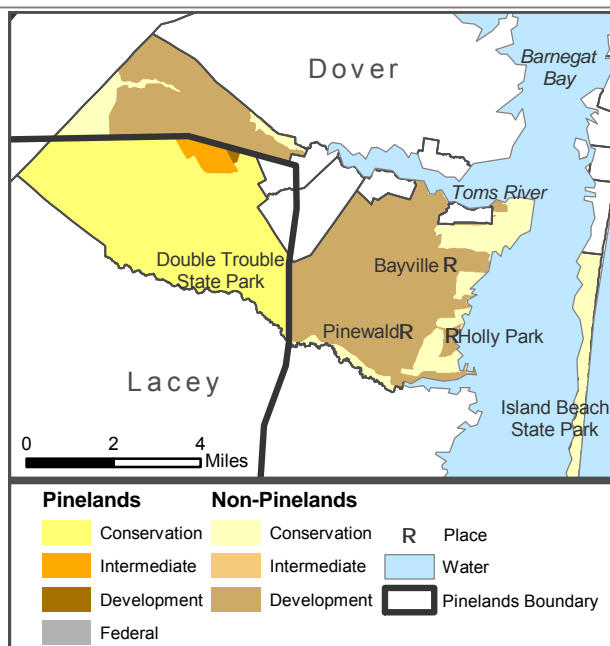 Barnegat
Bay
Dover
Toms River
Double Trouble
State Park
Bayville R
Pinewald R
R Holly Park
Lacey
Island Beach
State Park
0 2 4
Miles
Pinelands Non-Pinelands
Conservation Conservation R Place
Intermediate Intermediate Water
Development Development Pinelands Boundary
Federal